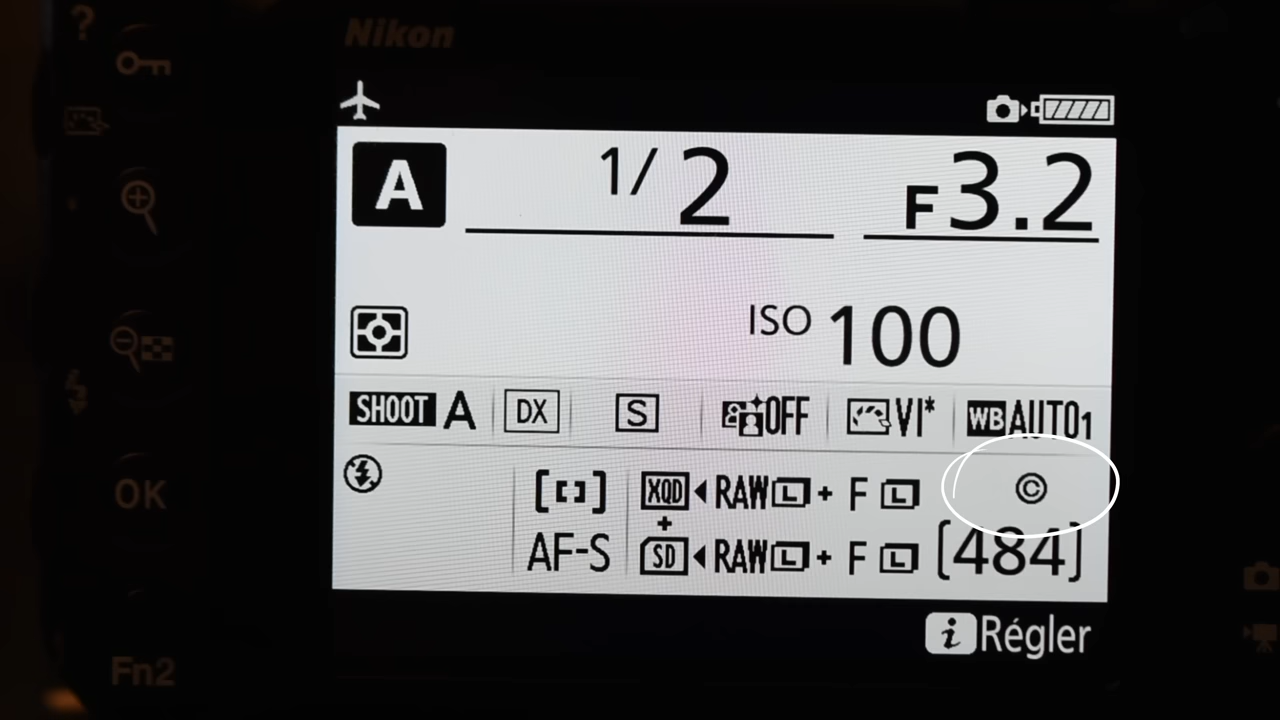 ?
Nikon
A 1/2 F3.2
ISO 100
SHOOT A DX S OFF VI* WB AUTO1
[ ] XQD RAW L + F L ©
+
AF-S SD RAW L + F L [484]
OK
i Régler
Fn2